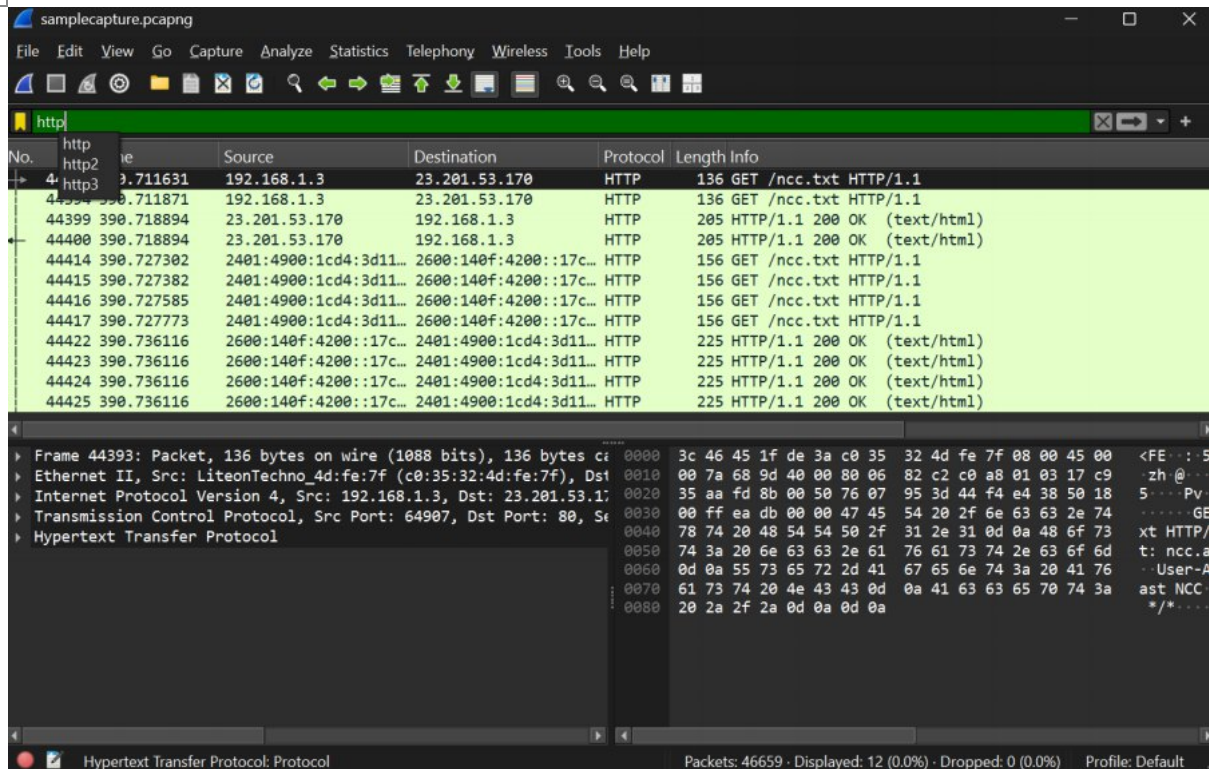 samplecapture.pcapng
File Edit View Go Capture Analyze Statistics Telephony Wireless Tools Help
http
http
http2
http3
No. Source Destination Protocol Length Info
.711631 192.168.1.3 23.201.53.170 HTTP 136 GET /ncc.txt HTTP/1.1
44394 390.711871 192.168.1.3 23.201.53.170 HTTP 136 GET /ncc.txt HTTP/1.1
44399 390.718894 23.201.53.170 192.168.1.3 HTTP 205 HTTP/1.1 200 OK (text/html)
44400 390.718894 23.201.53.170 192.168.1.3 HTTP 205 HTTP/1.1 200 OK (text/html)
44414 390.727302 2401:4900:1cd4:3d11… 2600:140f:4200::17c… HTTP 156 GET /ncc.txt HTTP/1.1
44415 390.727382 2401:4900:1cd4:3d11… 2600:140f:4200::17c… HTTP 156 GET /ncc.txt HTTP/1.1
44416 390.727585 2401:4900:1cd4:3d11… 2600:140f:4200::17c… HTTP 156 GET /ncc.txt HTTP/1.1
44417 390.727773 2401:4900:1cd4:3d11… 2600:140f:4200::17c… HTTP 156 GET /ncc.txt HTTP/1.1
44422 390.736116 2600:140f:4200::17c… 2401:4900:1cd4:3d11… HTTP 225 HTTP/1.1 200 OK (text/html)
44423 390.736116 2600:140f:4200::17c… 2401:4900:1cd4:3d11… HTTP 225 HTTP/1.1 200 OK (text/html)
44424 390.736116 2600:140f:4200::17c… 2401:4900:1cd4:3d11… HTTP 225 HTTP/1.1 200 OK (text/html)
44425 390.736116 2600:140f:4200::17c… 2401:4900:1cd4:3d11… HTTP 225 HTTP/1.1 200 OK (text/html)
Frame 44393: Packet, 136 bytes on wire (1088 bits), 136 bytes ca
Ethernet II, Src: LiteonTechno_4d:fe:7f (c0:35:32:4d:fe:7f), Dst
Internet Protocol Version 4, Src: 192.168.1.3, Dst: 23.201.53.17
Transmission Control Protocol, Src Port: 64907, Dst Port: 80, Se
Hypertext Transfer Protocol
0000 3c 46 45 1f de 3a c0 35 32 4d fe 7f 08 00 45 00 <FE··:·5
0010 00 7a 68 9d 40 00 80 06 82 c2 c0 a8 01 03 17 c9 ·zh·@···
0020 35 aa fd 8b 00 50 76 07 95 3d 44 f4 e4 38 50 18 5····Pv·
0030 00 ff ea db 00 00 47 45 54 20 2f 6e 63 63 2e 74 ······GE
0040 78 74 20 48 54 54 50 2f 31 2e 31 0d 0a 48 6f 73 xt HTTP/
0050 74 3a 20 6e 63 63 2e 61 76 61 73 74 2e 63 6f 6d t: ncc.a
0060 0d 0a 55 73 65 72 2d 41 67 65 6e 74 3a 20 41 76 ··User-A
0070 61 73 74 20 4e 43 43 0d 0a 41 63 63 65 70 74 3a ast NCC·
0080 20 2a 2f 2a 0d 0a 0d 0a */*····
Hypertext Transfer Protocol: Protocol Packets: 46659 · Displayed: 12 (0.0%) · Dropped: 0 (0.0%) Profile: Default